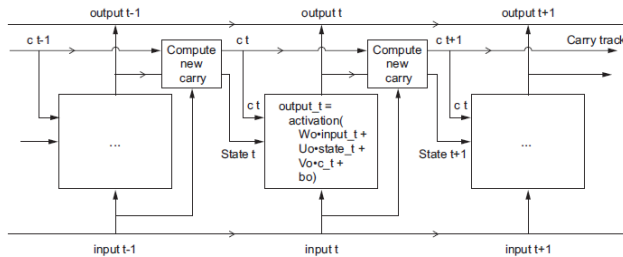 output t-1
output t
output t+1
c t-1
Compute
new
carry
c t
Compute
new
carry
c t+1
Carry track
c t
c t
...
output_t =
activation(
Wo•input_t +
Uo•state_t +
Vo•c_t +
bo)
...
State t
State t+1
input t-1
input t
input t+1